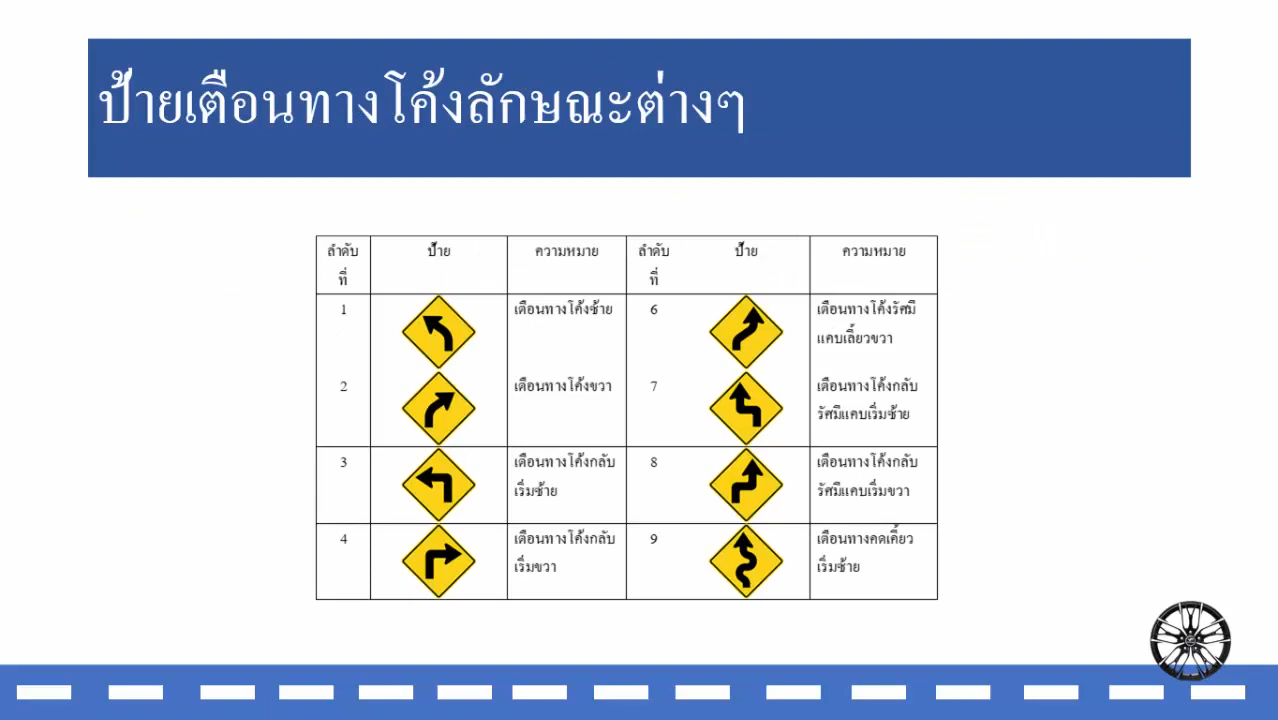 ป้ายเตือนทางโค้งลักษณะต่างๆ
ลำดับที่ ป้าย ความหมาย ลำดับที่ ป้าย ความหมาย
1 เตือนทางโค้งซ้าย 6 เตือนทางโค้งรัศมีแคบเลี้ยวขวา
2 เตือนทางโค้งขวา 7 เตือนทางโค้งกลับรัศมีแคบเริ่มซ้าย
3 เตือนทางโค้งกลับเริ่มซ้าย 8 เตือนทางโค้งกลับรัศมีแคบเริ่มขวา
4 เตือนทางโค้งกลับเริ่มขวา 9 เตือนทางคดเคี้ยวเริ่มซ้าย